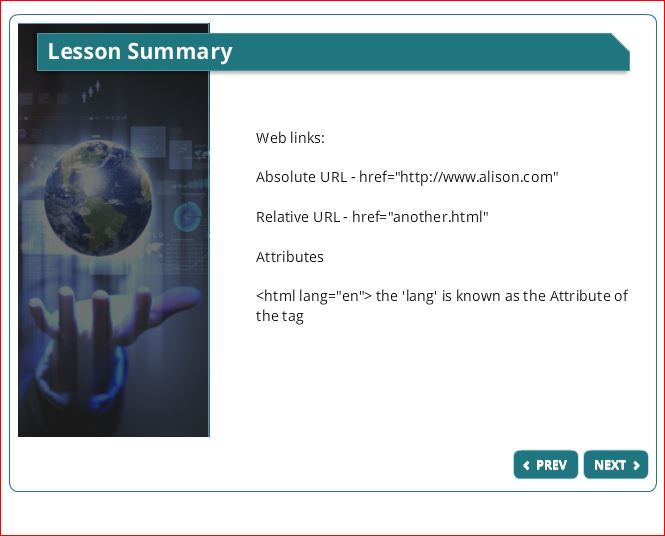 Lesson Summary
Web links:
Absolute URL - href="http://www.alison.com"
Relative URL - href="another.html"
Attributes
<html lang="en"> the 'lang' is known as the Attribute of
the tag
PREV
NEXT